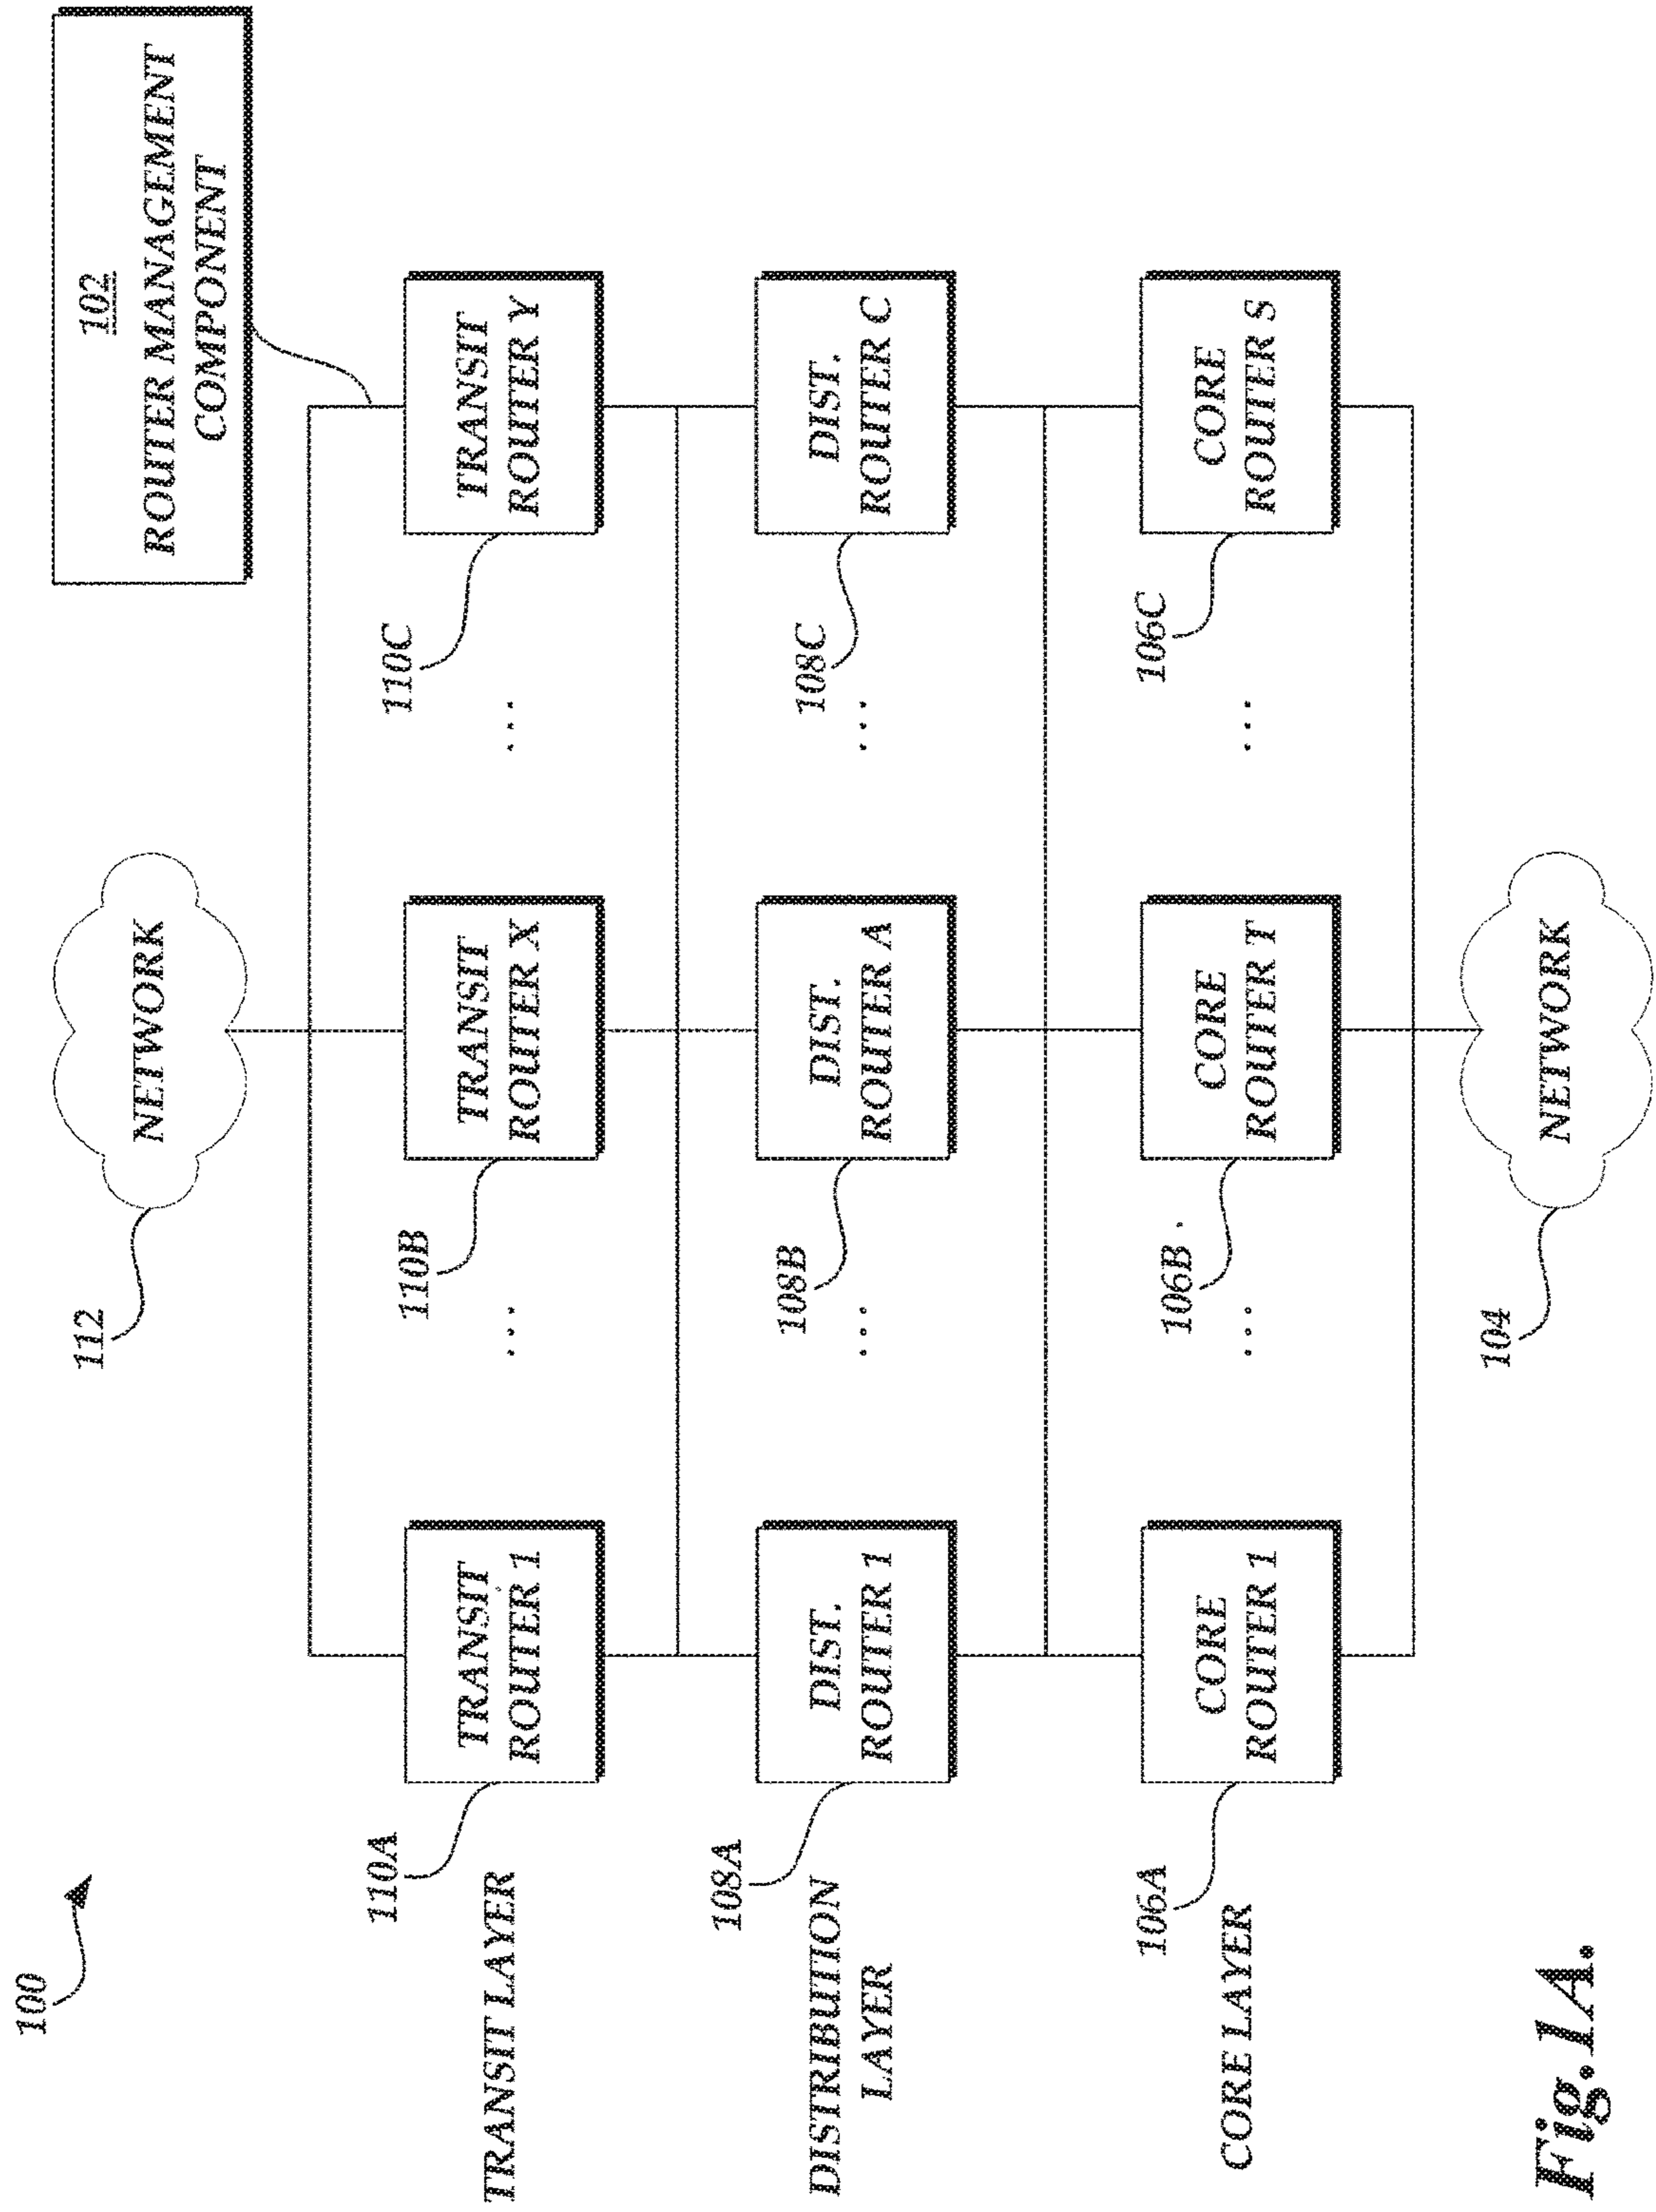 100
112
NETWORK
102
ROUTER MANAGEMENT
COMPONENT
110A
110B
110C
TRANSIT LAYER
TRANSIT
ROUTER 1
...
TRANSIT
ROUTER X
...
TRANSIT
ROUTER Y
108A
108B
108C
DISTRIBUTION
LAYER
DIST.
ROUTER 1
...
DIST.
ROUTER A
...
DIST.
ROUTER C
106A
106B
106C
CORE LAYER
CORE
ROUTER 1
...
CORE
ROUTER T
...
CORE
ROUTER S
104
NETWORK
Fig.1A.